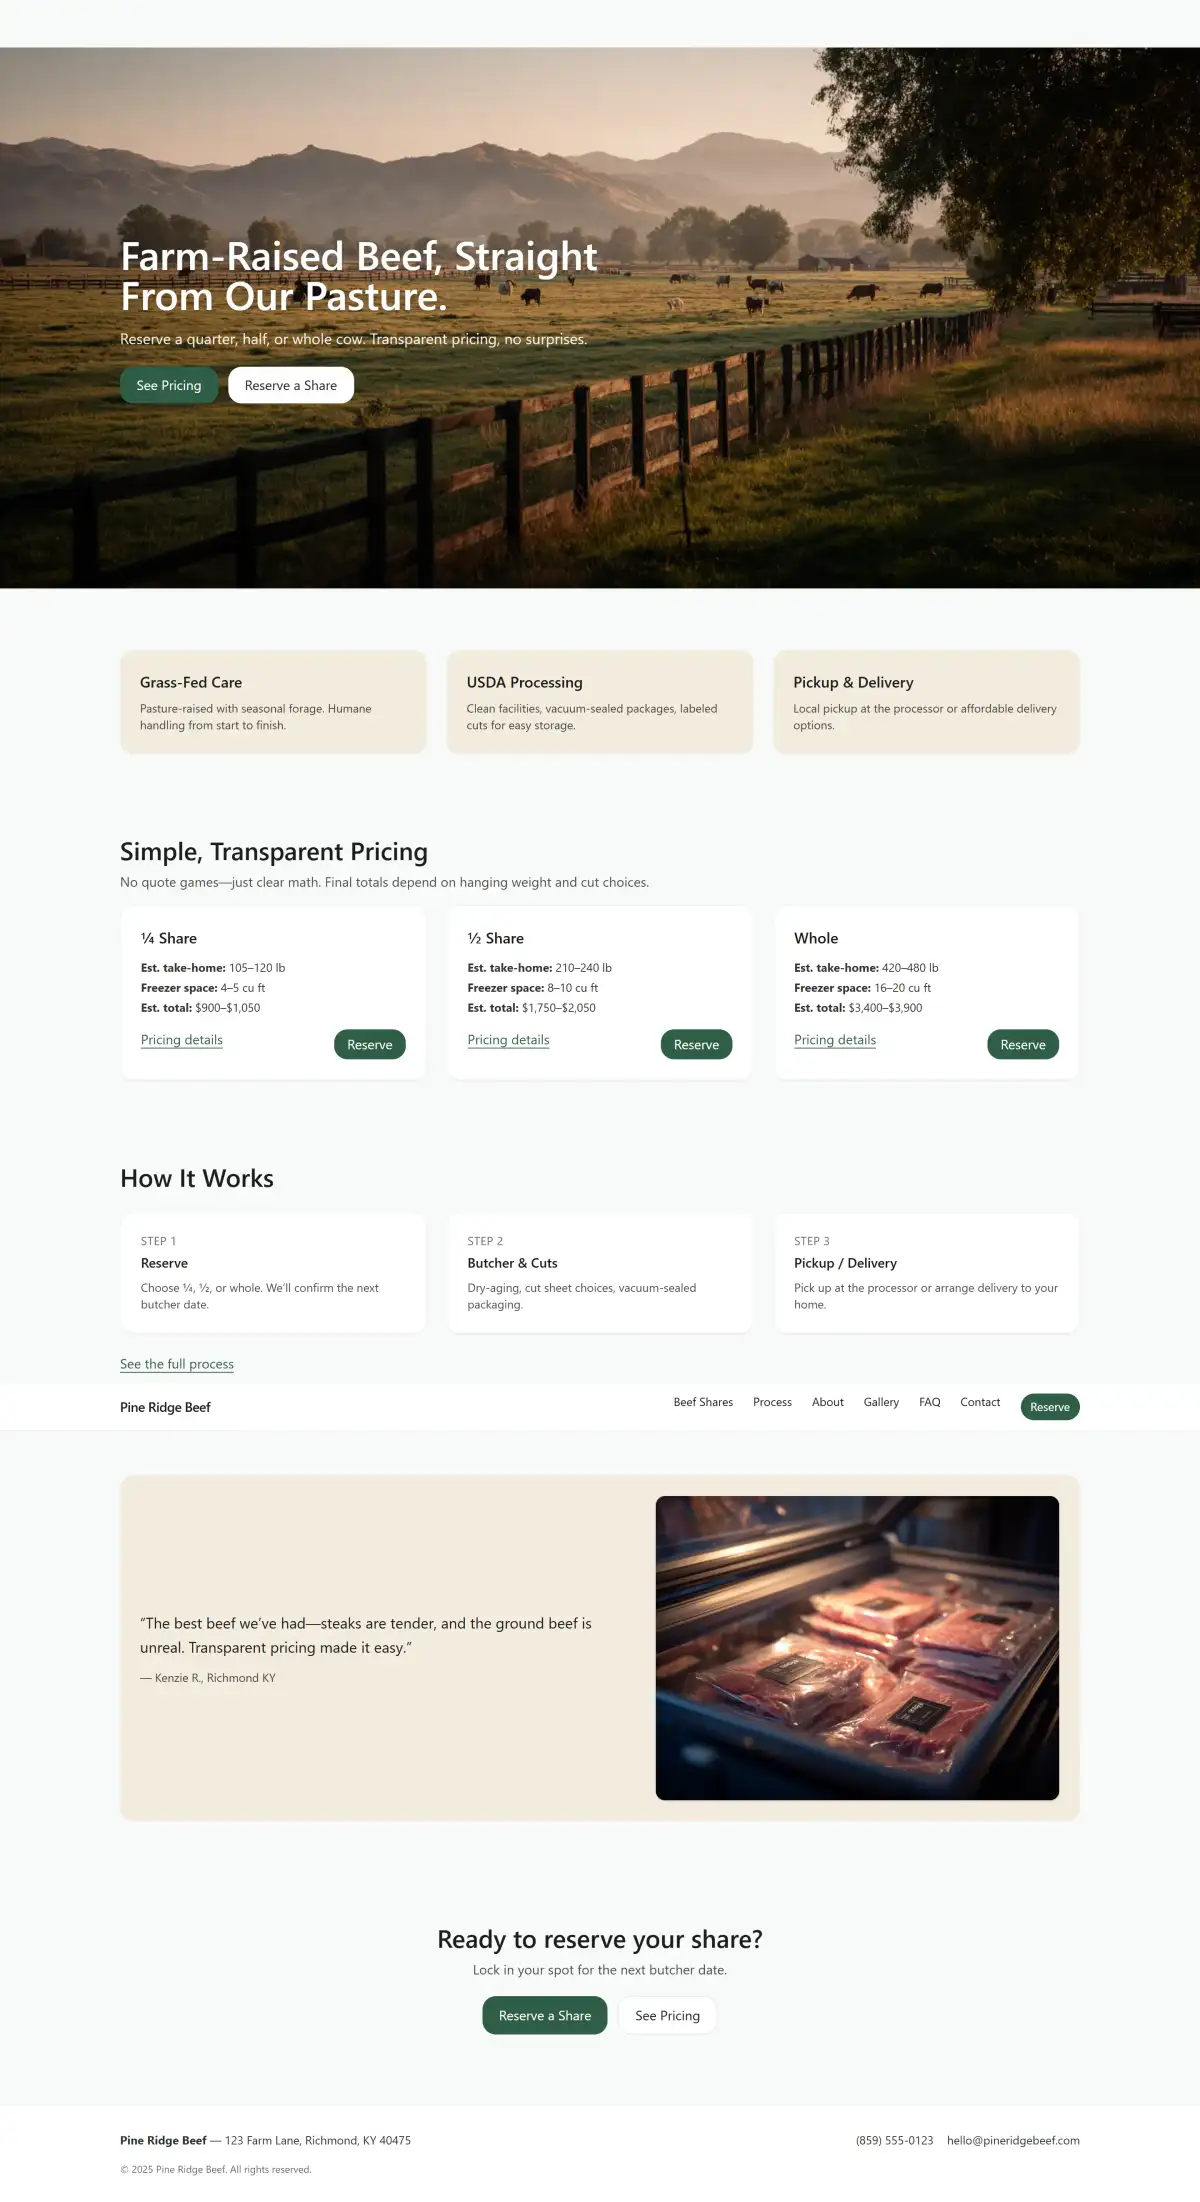 Farm-Raised Beef, Straight
From Our Pasture.
Reserve a quarter, half, or whole cow. Transparent pricing, no surprises.
See Pricing
Reserve a Share
Grass-Fed Care
Pasture-raised with seasonal forage. Humane
handling from start to finish.
USDA Processing
Clean facilities, vacuum-sealed packages, labeled
cuts for easy storage.
Pickup & Delivery
Local pickup at the processor or affordable delivery
options.
Simple, Transparent Pricing
No quote games—just clear math. Final totals depend on hanging weight and cut choices.
¼ Share
Est. take-home: 105–120 lb
Freezer space: 4–5 cu ft
Est. total: $900–$1,050
Pricing details
Reserve
½ Share
Est. take-home: 210–240 lb
Freezer space: 8–10 cu ft
Est. total: $1,750–$2,050
Pricing details
Reserve
Whole
Est. take-home: 420–480 lb
Freezer space: 16–20 cu ft
Est. total: $3,400–$3,900
Pricing details
Reserve
How It Works
STEP 1
Reserve
Choose ¼, ½, or whole. We’ll confirm the next
butcher date.
STEP 2
Butcher & Cuts
Dry-aging, cut sheet choices, vacuum-sealed
packaging.
STEP 3
Pickup / Delivery
Pick up at the processor or arrange delivery to your
home.
See the full process
Pine Ridge Beef
Beef Shares
Process
About
Gallery
FAQ
Contact
Reserve
“The best beef we’ve had—steaks are tender, and the ground beef is
unreal. Transparent pricing made it easy.”
— Kenzie R., Richmond KY
Ready to reserve your share?
Lock in your spot for the next butcher date.
Reserve a Share
See Pricing
Pine Ridge Beef — 123 Farm Lane, Richmond, KY 40475
(859) 555-0123
hello@pineridgebeef.com
© 2025 Pine Ridge Beef. All rights reserved.